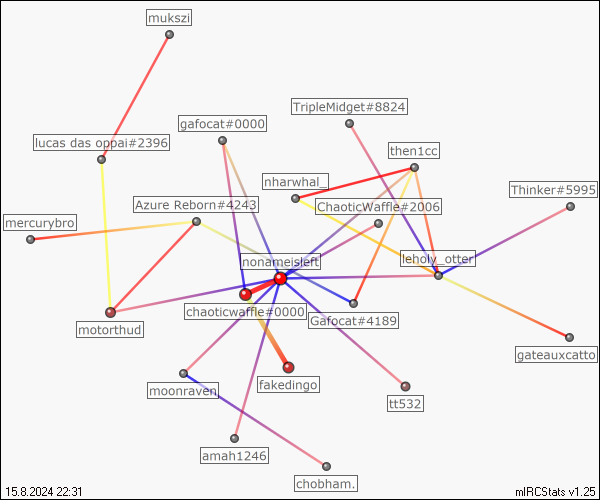 mukszi
TripleMidget#8824
gafocat#0000
lucas das oppai#2396
then1cc
nharwhal_
Thinker#5995
Azure Reborn#4243
ChaoticWaffle#2006
mercurybro
nonameisleft
leholy_otter
chaoticwaffle#0000
Gafocat#4189
motorthud
gateauxcatto
fakedingo
moonraven
tt532
amah1246
chobham.
15.8.2024 22:31
mIRCStats v1.25